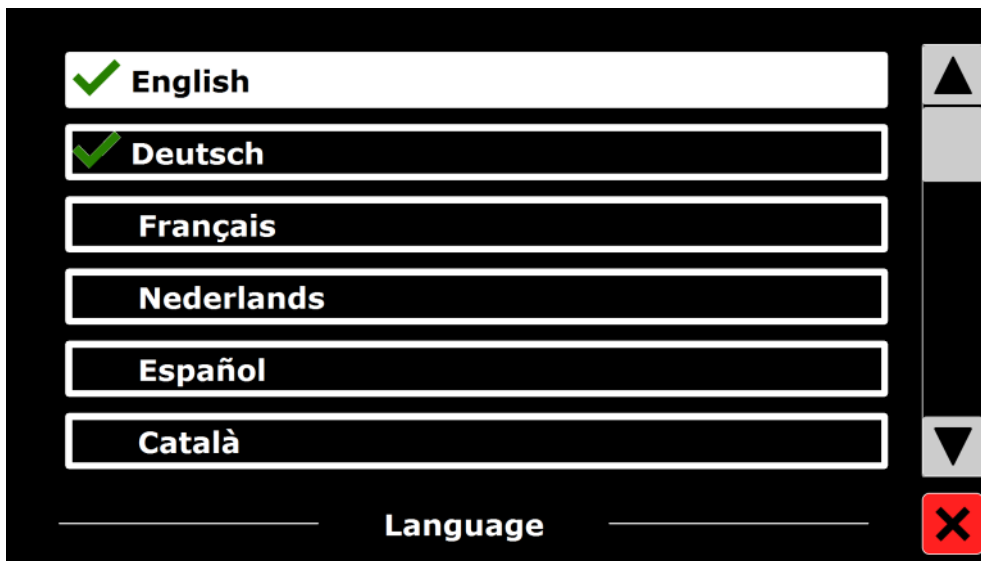 English
Deutsch
Français
Nederlands
Español
Català
Language